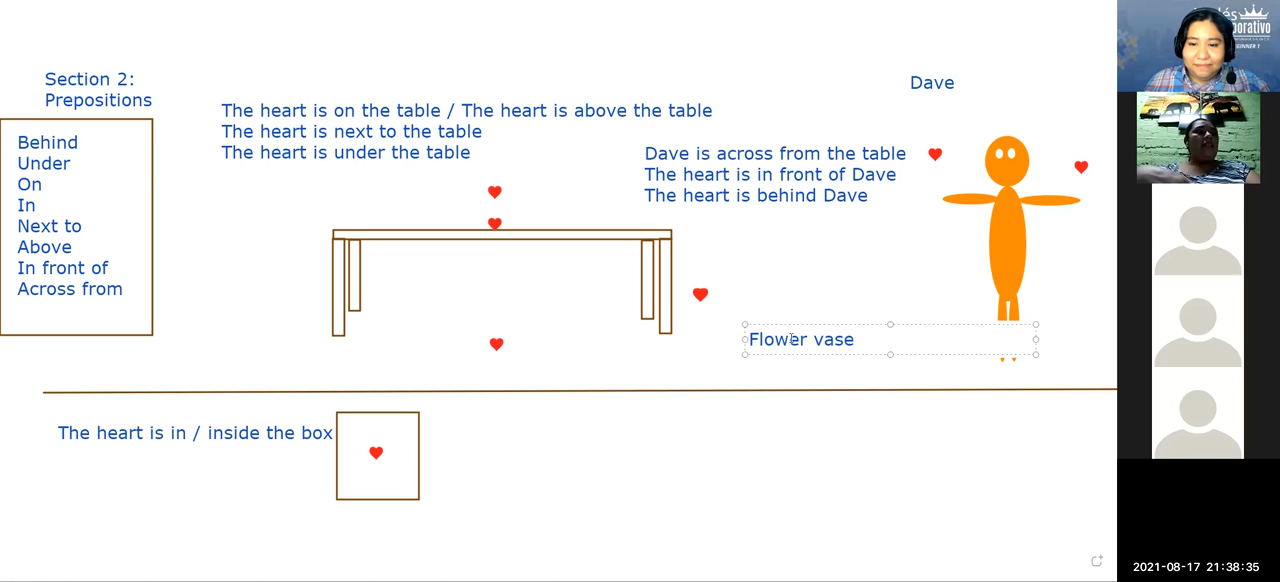 Section 2:
Prepositions
Behind
Under
On
In
Next to
Above
In front of
Across from
The heart is on the table / The heart is above the table
The heart is next to the table
The heart is under the table
Dave
Dave is across from the table
The heart is in front of Dave
The heart is behind Dave
Flower vase
The heart is in / inside the box
2021-08-17 21:38:35